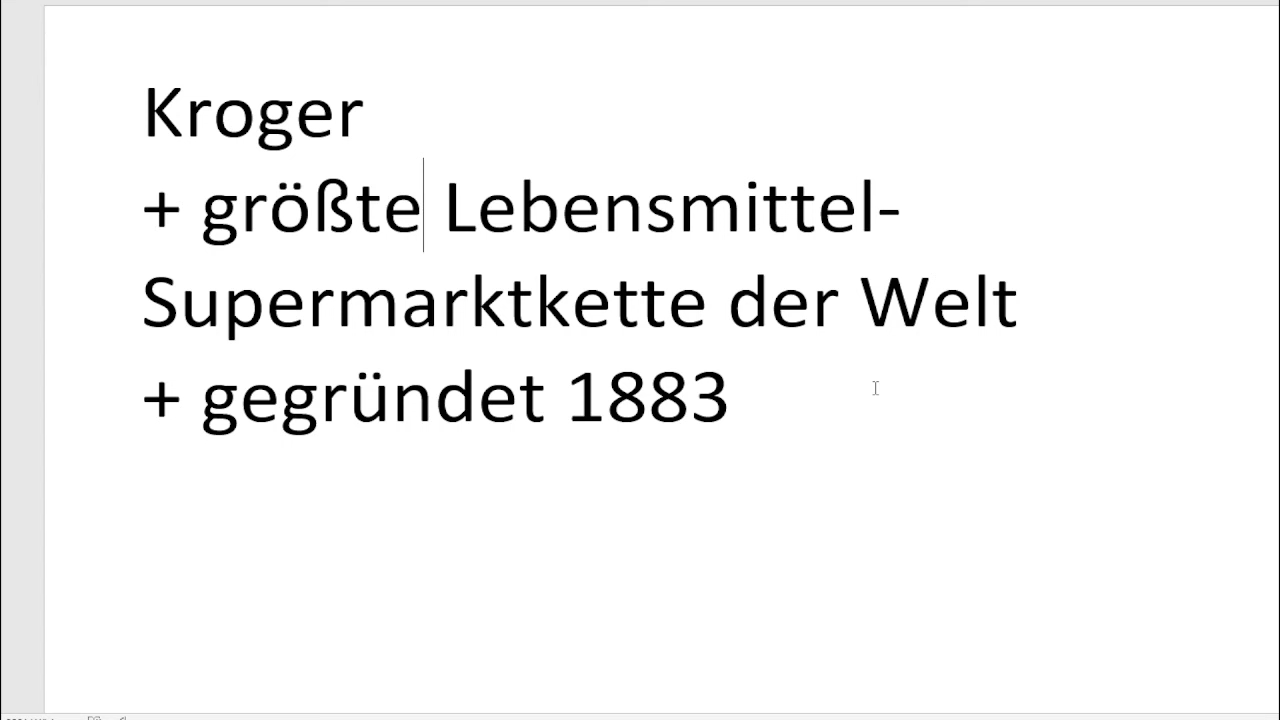 Kroger
+ größte Lebensmittel-
Supermarktkette der Welt
+ gegründet 1883